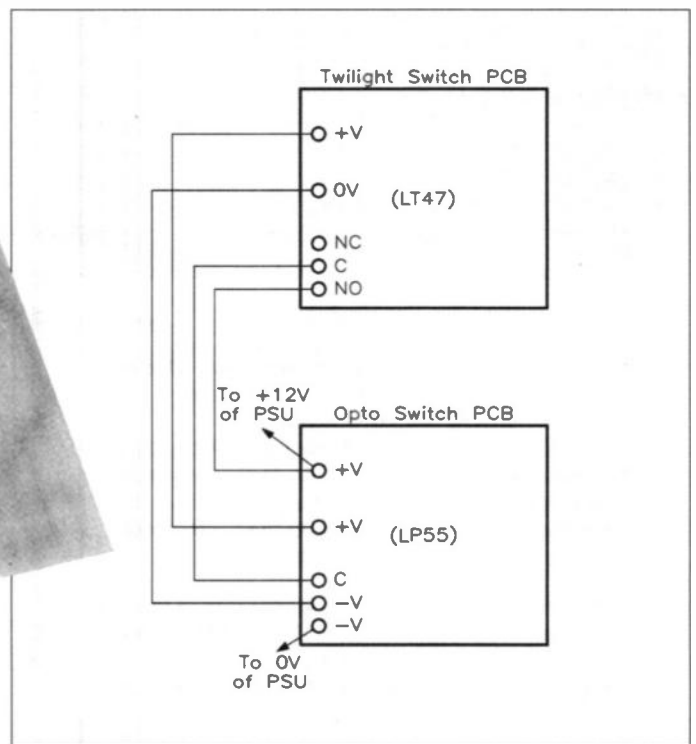 Twilight Switch PCB
+V
0V
(LT47)
NC
C
NO
To +12V
of PSU
Opto Switch PCB
+V
+V
(LP55)
C
−V
−V
To 0V
of PSU